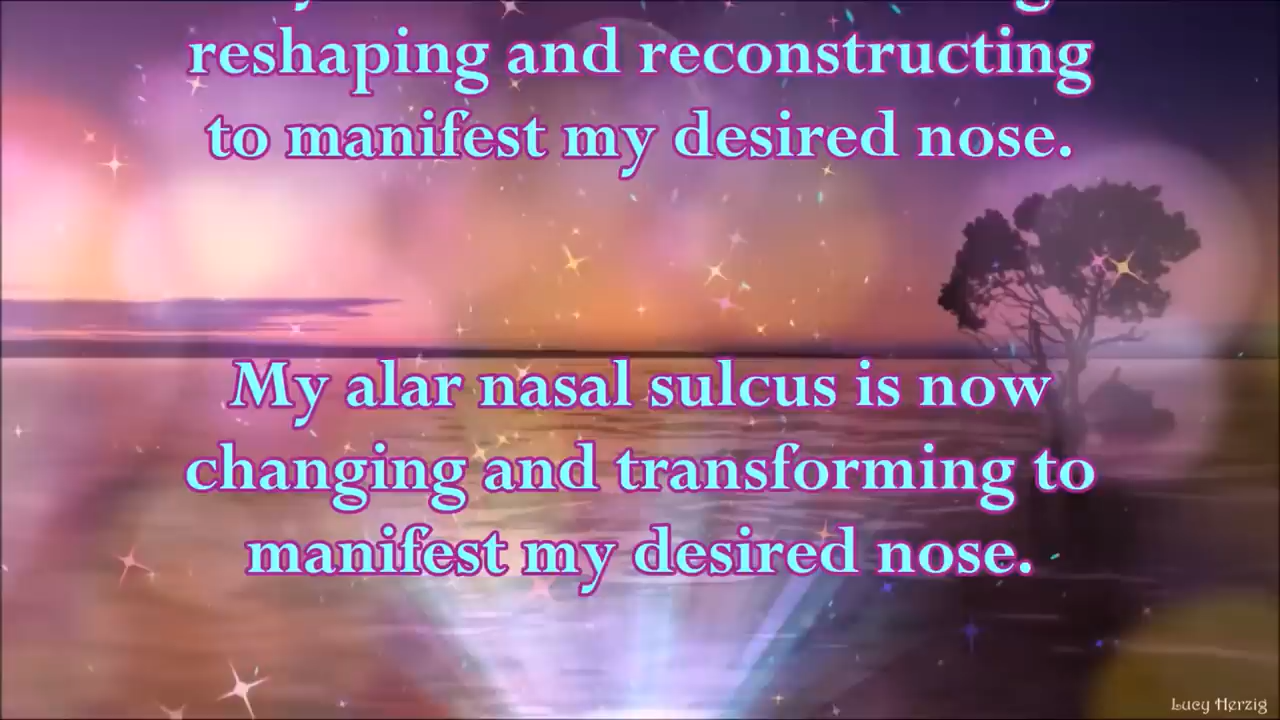 reshaping and reconstructing
to manifest my desired nose.
My alar nasal sulcus is now
changing and transforming to
manifest my desired nose.
Lucy Herzig